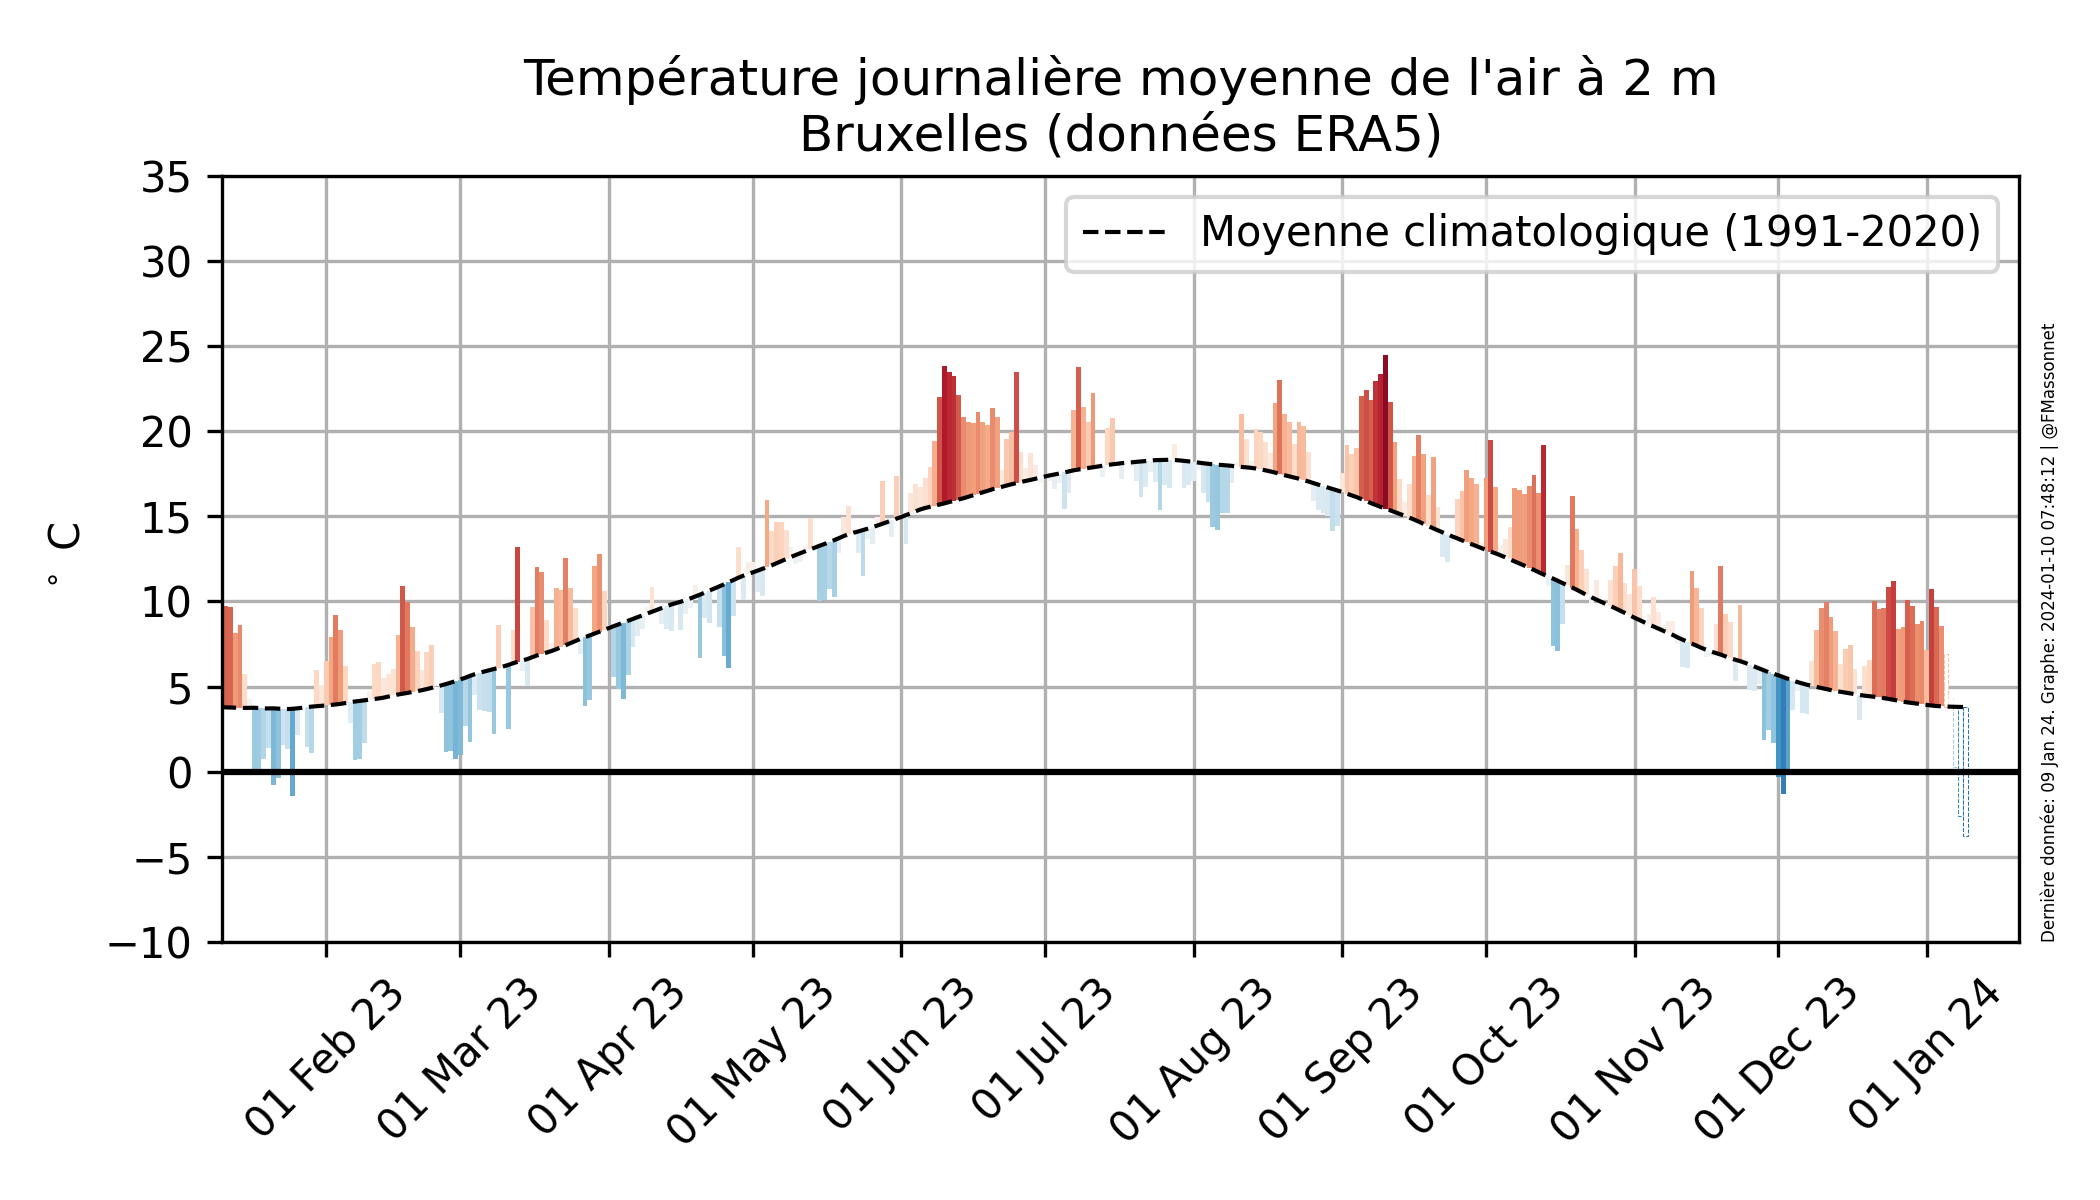 Température journalière moyenne de l'air à 2 m
Bruxelles (données ERA5)
Moyenne climatologique (1991-2020)
35
30
25
20
15
10
5
0
−5
−10
° C
01 Feb 23
01 Mar 23
01 Apr 23
01 May 23
01 Jun 23
01 Jul 23
01 Aug 23
01 Sep 23
01 Oct 23
01 Nov 23
01 Dec 23
01 Jan 24
Dernière donnée: 09 Jan 24. Graphe: 2024-01-10 07:48:12 | @FMassonnet